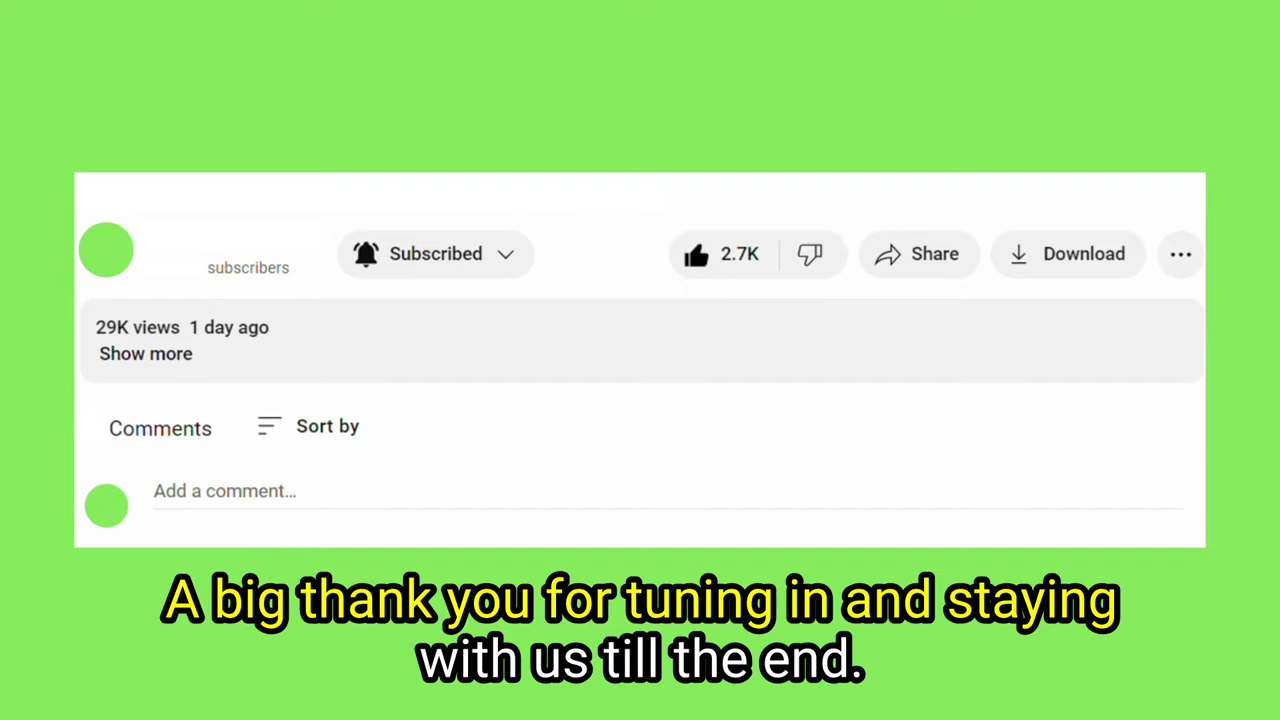 subscribers
Subscribed
2.7K
Share
Download
29K views 1 day ago
Show more
Comments
Sort by
Add a comment...
A big thank you for tuning in and staying
with us till the end.